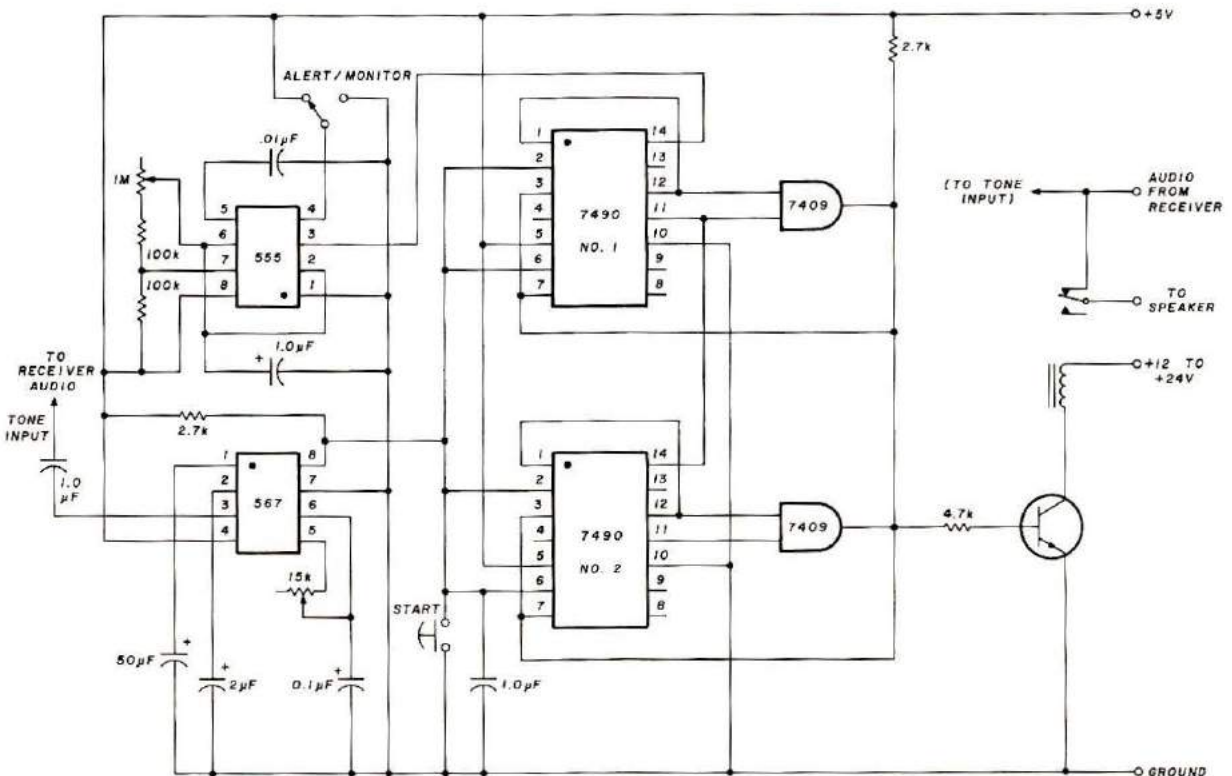 +5V
2.7k
ALERT/MONITOR
.01µF
1M
5
4
6
3
7
555
2
8
1
100k
100k
1.0µF
+
TO
RECEIVER
AUDIO
TONE
INPUT
1.0
µF
2.7k
1
8
2
7
3
567
6
4
5
15k
50µF
+
2µF
+
0.1µF
+
START
1.0µF
1
14
2
13
3
12
4
7490
11
5
10
6
NO. 1
9
7
8
7409
1
14
2
13
3
12
4
7490
11
5
10
6
NO. 2
9
7
8
7409
4.7k
(TO TONE
INPUT)
AUDIO
FROM
RECEIVER
TO
SPEAKER
+12 TO
+24V
GROUND